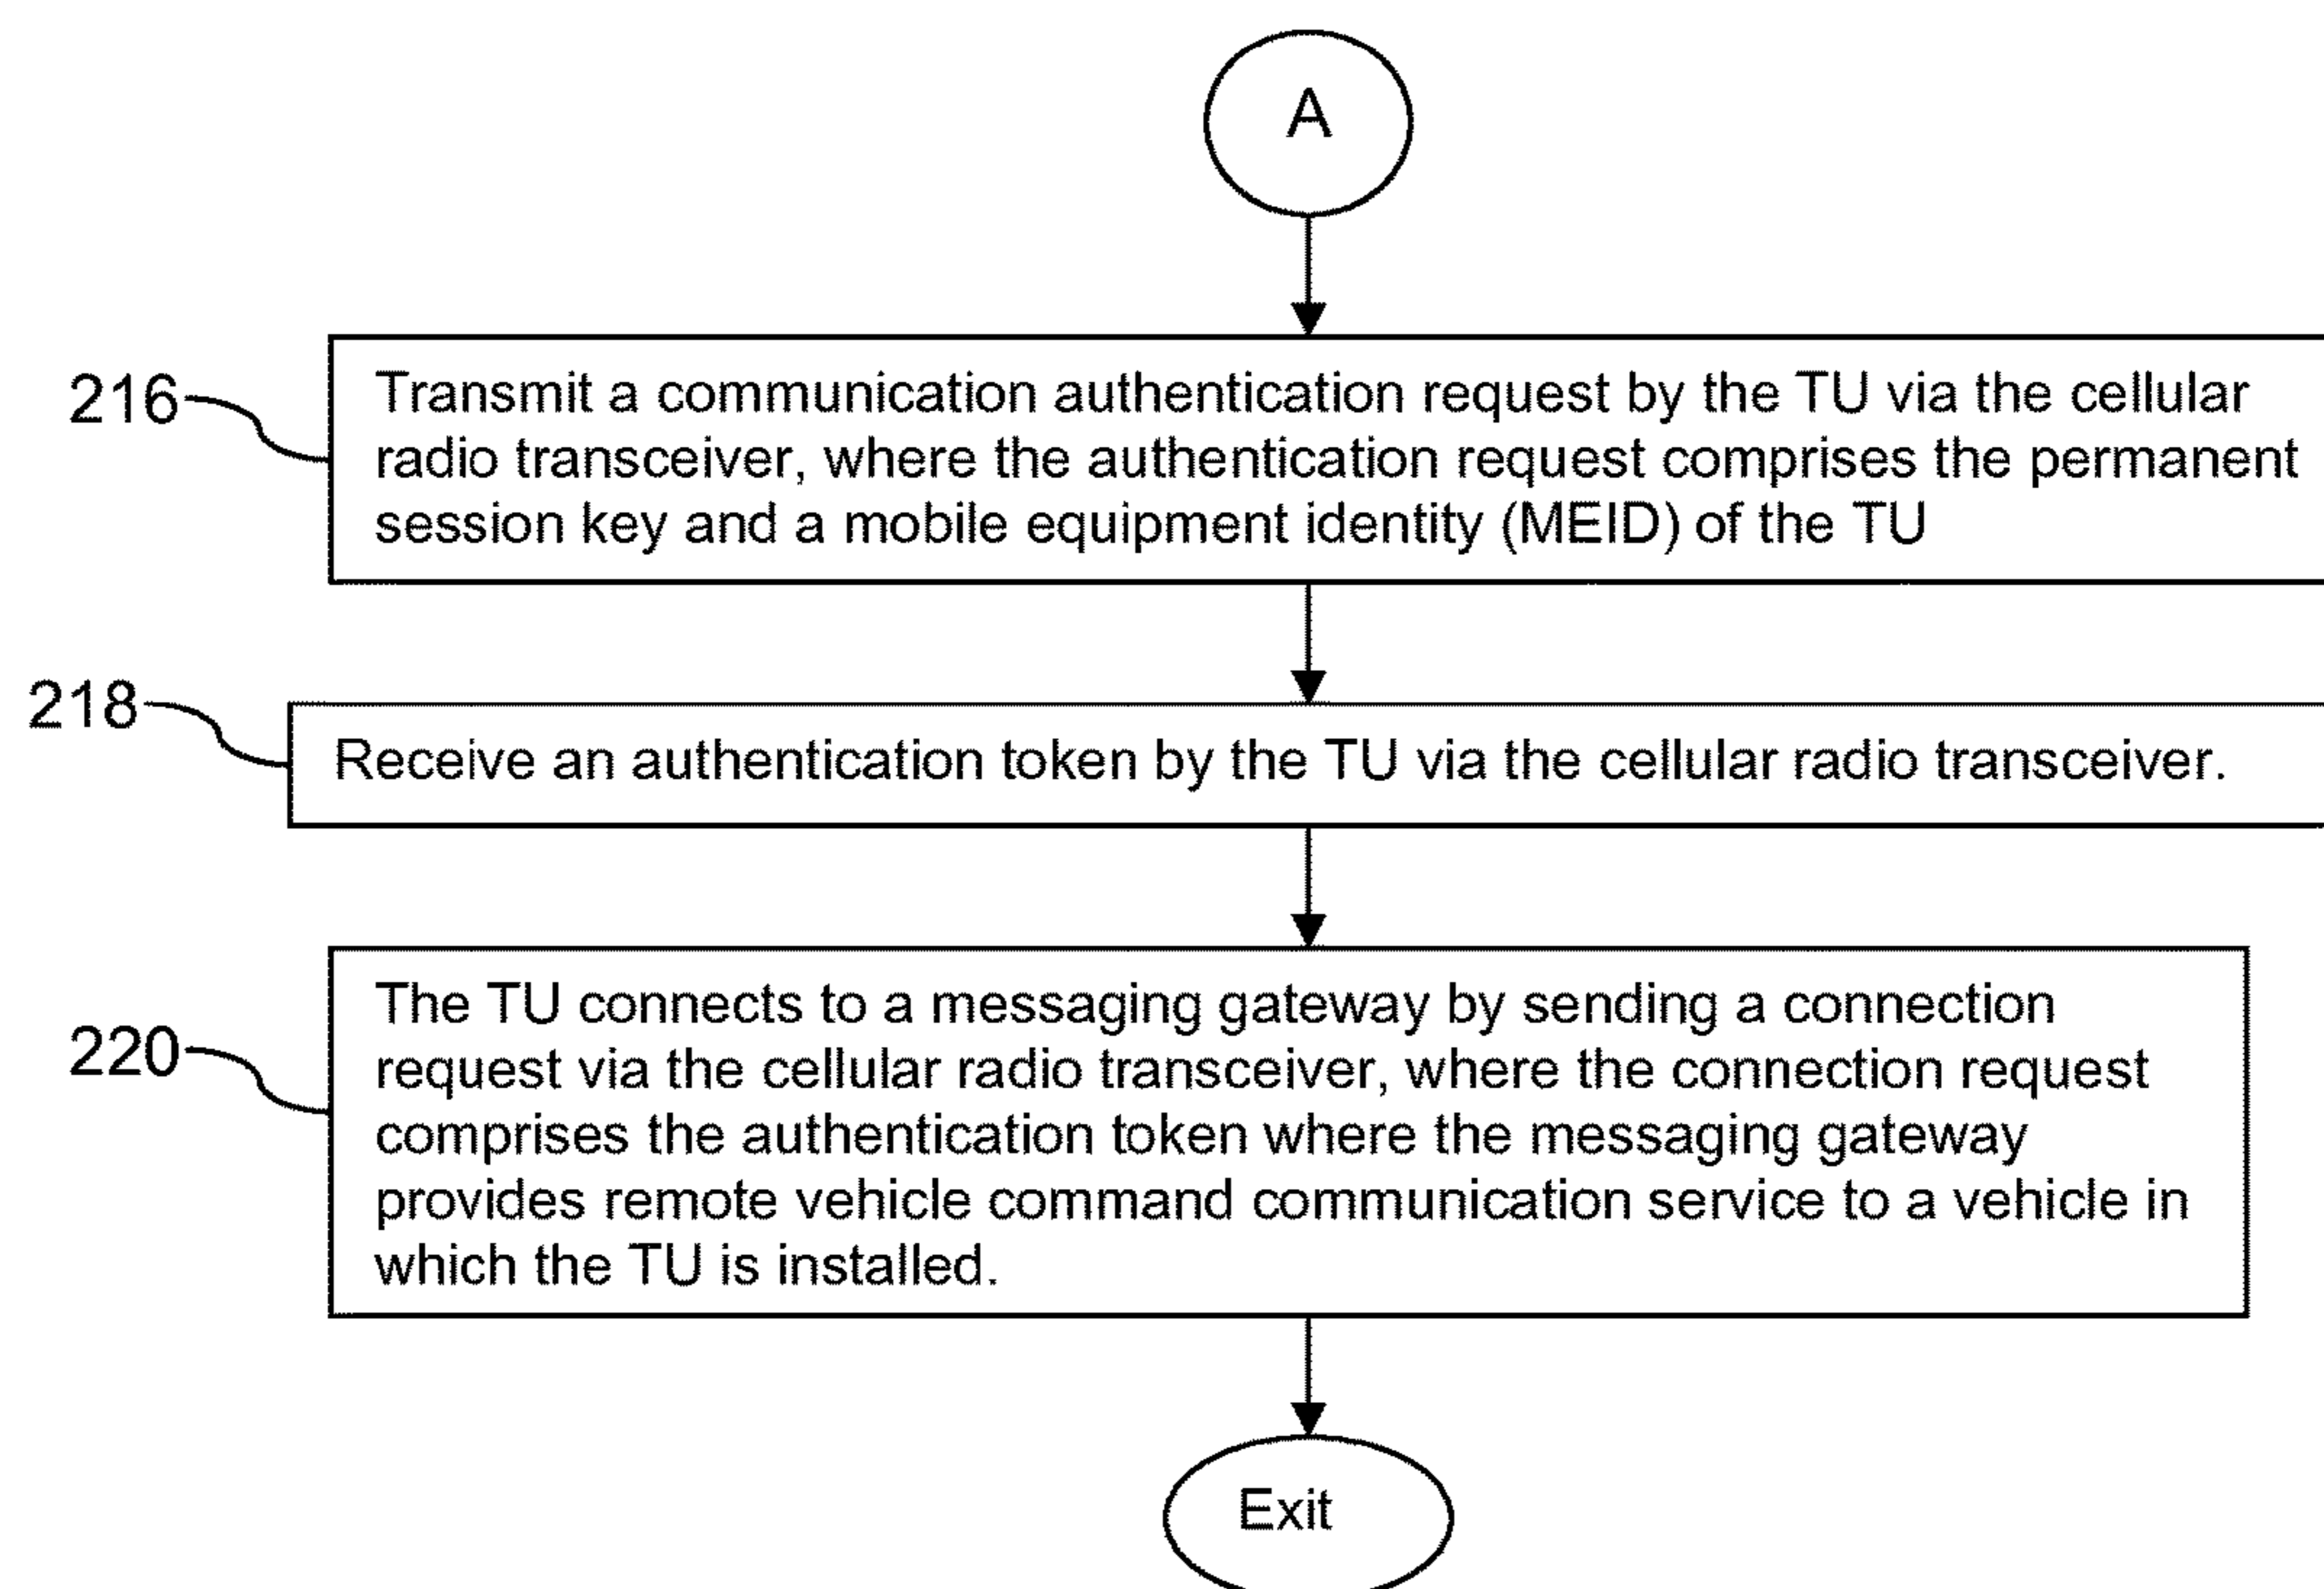 A
216
Transmit a communication authentication request by the TU via the cellular
radio transceiver, where the authentication request comprises the permanent
session key and a mobile equipment identity (MEID) of the TU
218
Receive an authentication token by the TU via the cellular radio transceiver.
220
The TU connects to a messaging gateway by sending a connection
request via the cellular radio transceiver, where the connection request
comprises the authentication token where the messaging gateway
provides remote vehicle command communication service to a vehicle in
which the TU is installed.
Exit